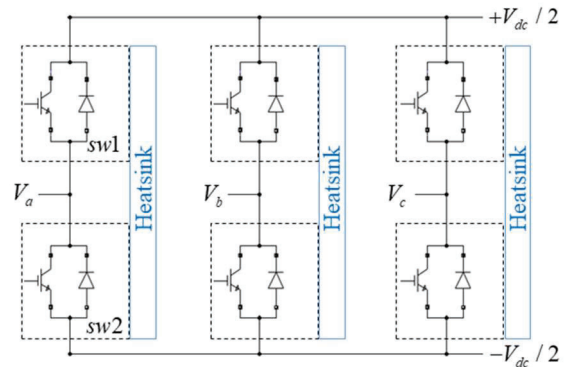 +V_dc / 2
sw1
Heatsink
Heatsink
Heatsink
V_a
V_b
V_c
sw2
−V_dc / 2